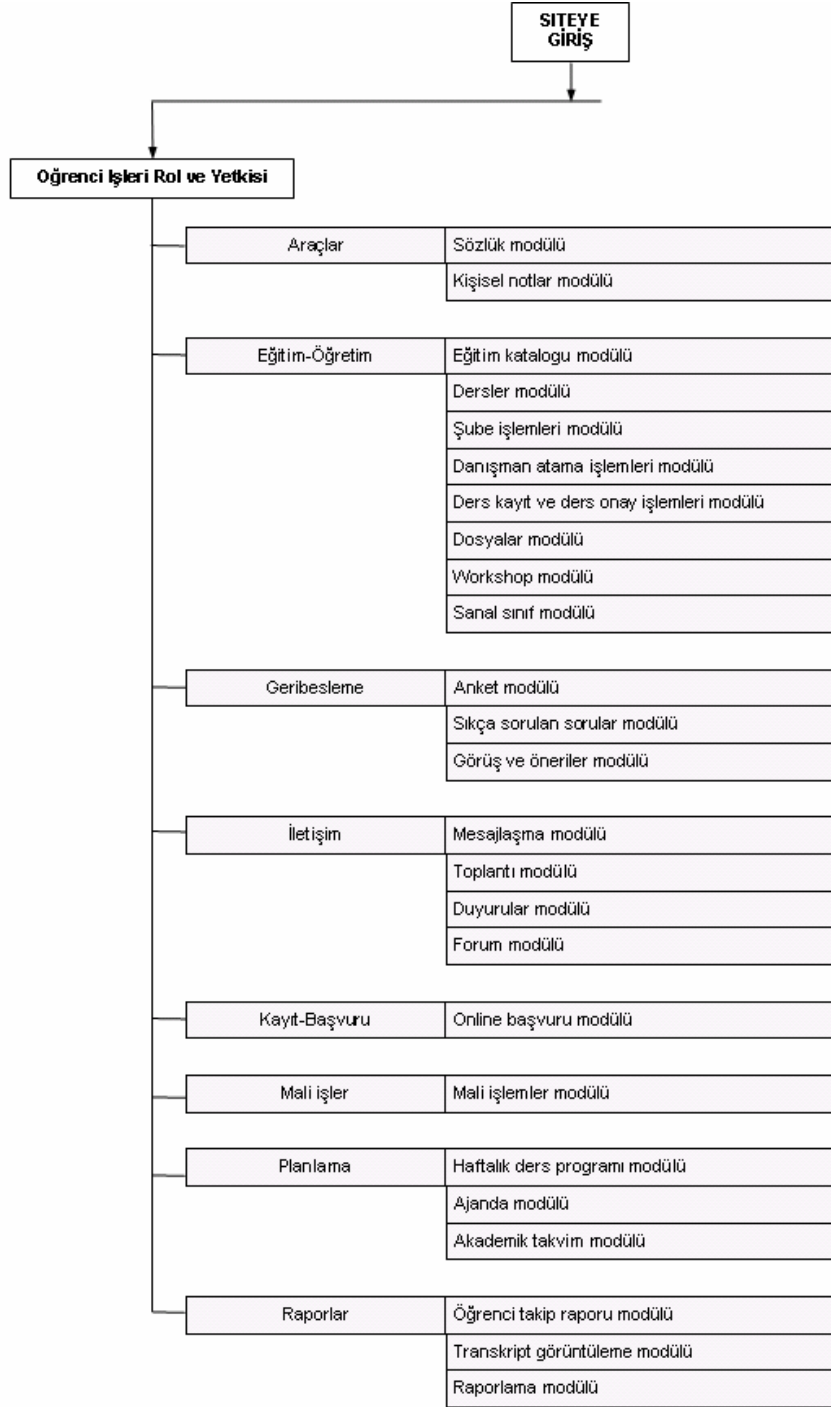 SITEYE
GİRİŞ
Oğrenci Işleri Rol ve Yetkisi
Araçlar
Sözlük modülü
Kişisel notlar modülü
Eğitim-Öğretim
Eğitim katalogu modülü
Dersler modülü
Şube işlemleri modülü
Danışman atama işlemleri modülü
Ders kayıt ve ders onay işlemleri modülü
Dosyalar modülü
Workshop modülü
Sanal sınıf modülü
Geribesleme
Anket modülü
Sıkça sorulan sorular modülü
Görüş ve öneriler modülü
İletişim
Mesajlaşma modülü
Toplantı modülü
Duyurular modülü
Forum modülü
Kayıt-Başvuru
Online başvuru modülü
Mali işler
Mali işlemler modülü
Planlama
Haftalık ders programı modülü
Ajanda modülü
Akademik takvim modülü
Raporlar
Öğrenci takip raporu modülü
Transkript görüntüleme modülü
Raporlama modülü